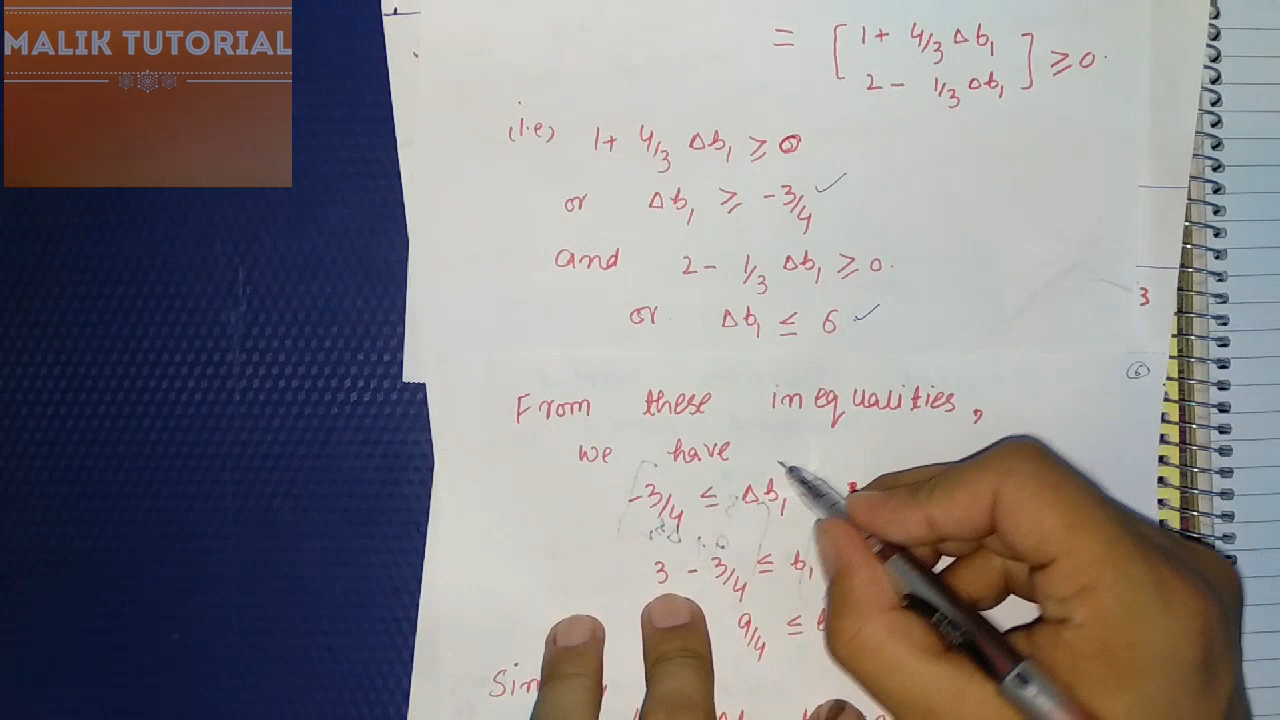 MALIK TUTORIAL
= [ 1 + 4/3 Δb₁
2 - 1/3 Δb₁ ] ≥ 0.
(i.e) 1 + 4/3 Δb₁ ≥ 0
or Δb₁ ≥ -3/4 ✓
and 2 - 1/3 Δb₁ ≥ 0.
or Δb₁ ≤ 6 ✓
3
6
From these inequalities,
we have
-3/4 ≤ Δb₁
3 - 3/4 ≤ b₁
9/4 ≤